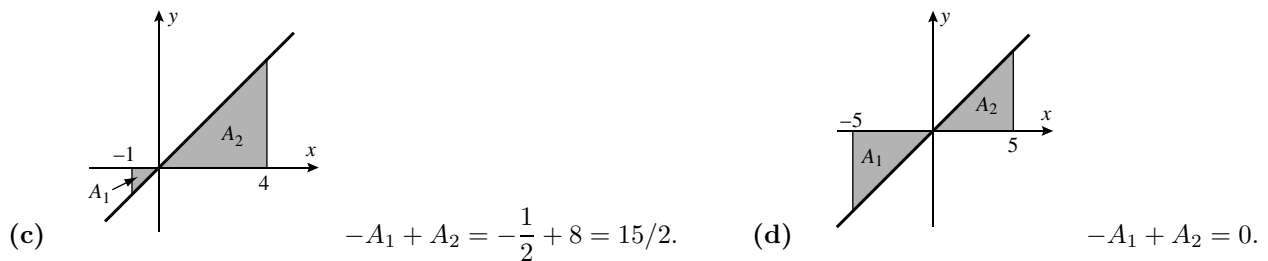 y
A₂
−1
x
A₁
4
(c)
−A₁ + A₂ = −1/2 + 8 = 15/2.
y
A₂
−5
x
A₁
5
(d)
−A₁ + A₂ = 0.